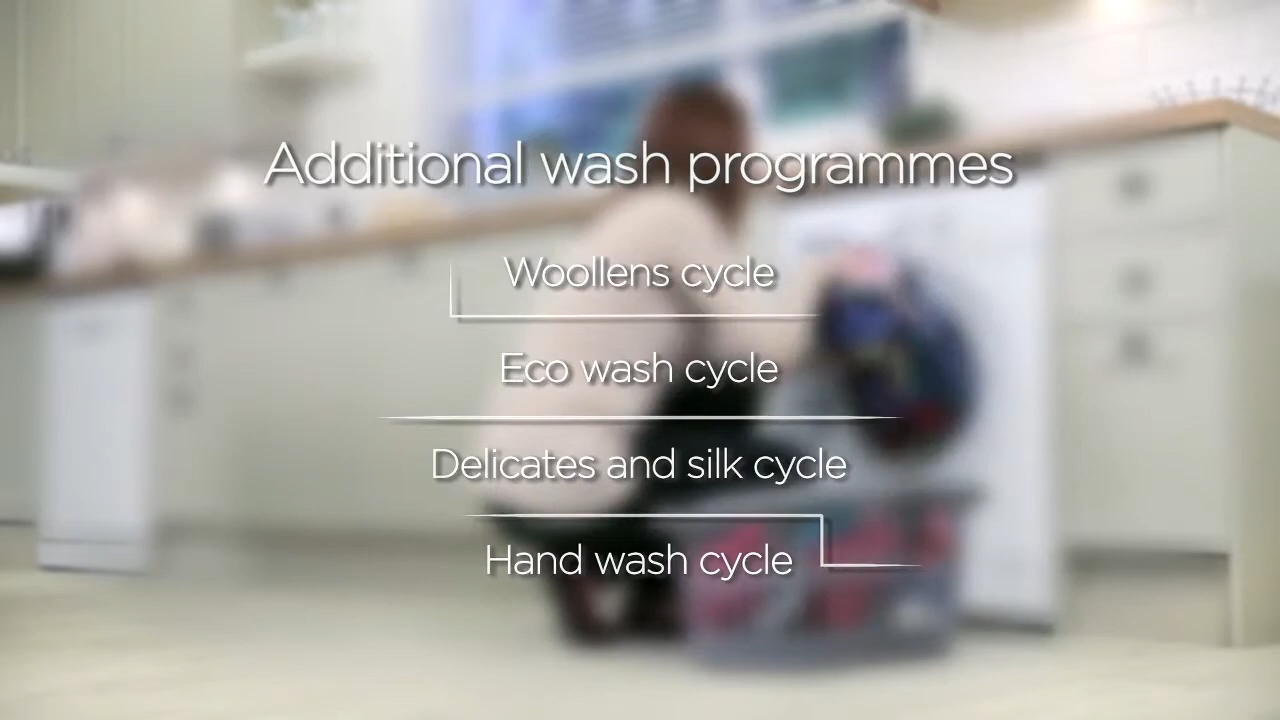 Additional wash programmes
Woollens cycle
Eco wash cycle
Delicates and silk cycle
Hand wash cycle